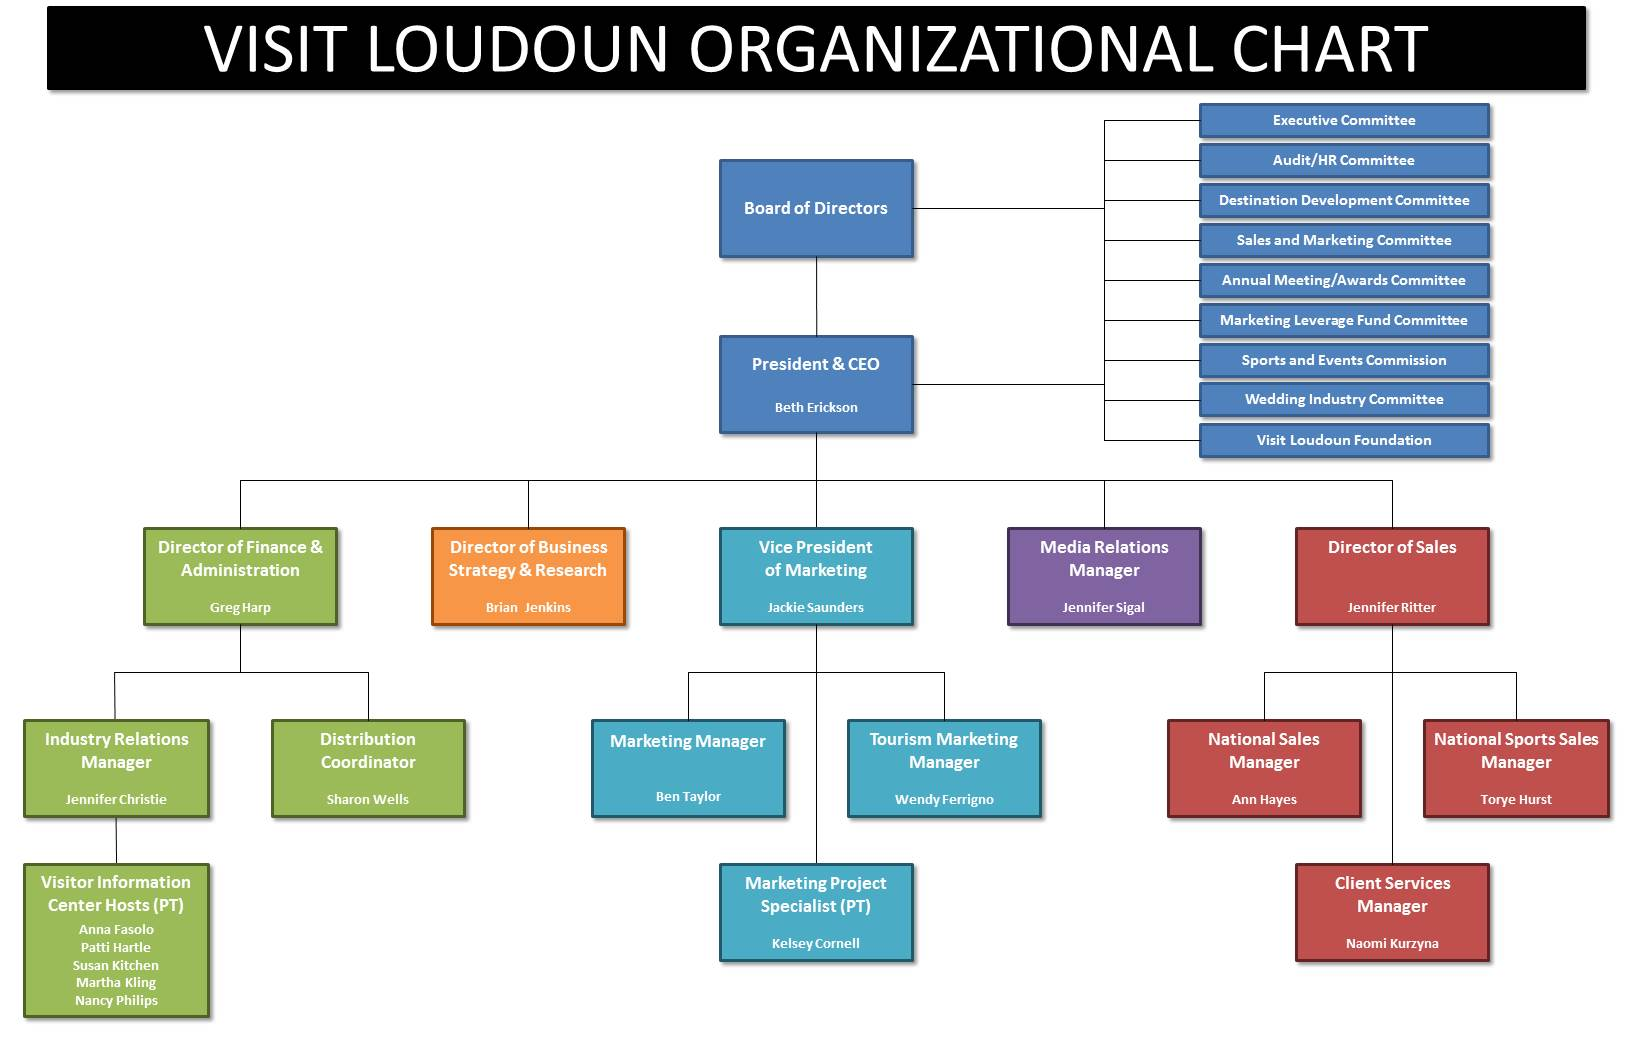 VISIT LOUDOUN ORGANIZATIONAL CHART
Executive Committee
Audit/HR Committee
Destination Development Committee
Sales and Marketing Committee
Annual Meeting/Awards Committee
Marketing Leverage Fund Committee
Sports and Events Commission
Wedding Industry Committee
Visit Loudoun Foundation
Board of Directors
President & CEO
Beth Erickson
Director of Finance &
Administration
Greg Harp
Director of Business
Strategy & Research
Brian Jenkins
Vice President
of Marketing
Jackie Saunders
Media Relations
Manager
Jennifer Sigal
Director of Sales
Jennifer Ritter
Industry Relations
Manager
Jennifer Christie
Distribution
Coordinator
Sharon Wells
Marketing Manager
Ben Taylor
Tourism Marketing
Manager
Wendy Ferrigno
National Sales
Manager
Ann Hayes
National Sports Sales
Manager
Torye Hurst
Visitor Information
Center Hosts (PT)
Anna Fasolo
Patti Hartle
Susan Kitchen
Martha Kling
Nancy Philips
Marketing Project
Specialist (PT)
Kelsey Cornell
Client Services
Manager
Naomi Kurzyna